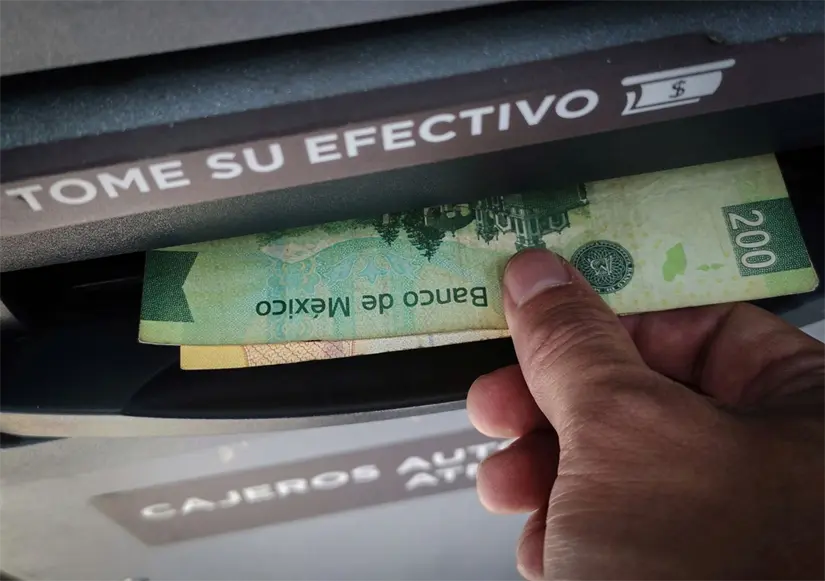 TOME SU EFECTIVO $
Banco de México
200
CAJEROS AUT